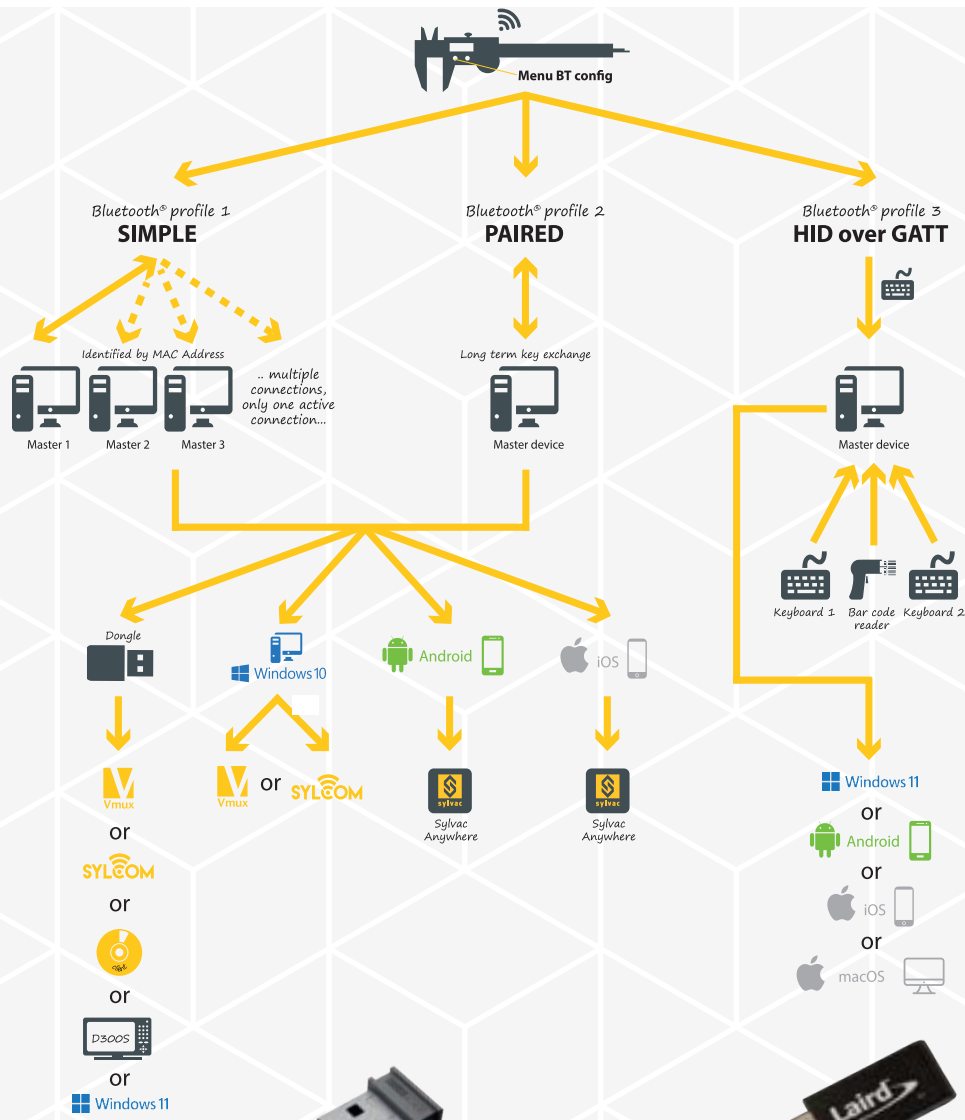 Menu BT config
Bluetooth® profile 1
SIMPLE
Bluetooth® profile 2
PAIRED
Bluetooth® profile 3
HID over GATT
Identified by MAC Address
Master 1
Master 2
Master 3
.. multiple
connections,
only one active
connection...
Long term key exchange
Master device
Master device
Keyboard 1
Bar code
reader
Keyboard 2
Dongle
Windows 10
Android
iOS
Vmux
or
SYLCOM
or
or
D300S
or
Windows 11
Vmux
or
SYLCOM
sylvac
Sylvac
Anywhere
sylvac
Sylvac
Anywhere
Windows 11
or
Android
or
iOS
or
macOS
Laird